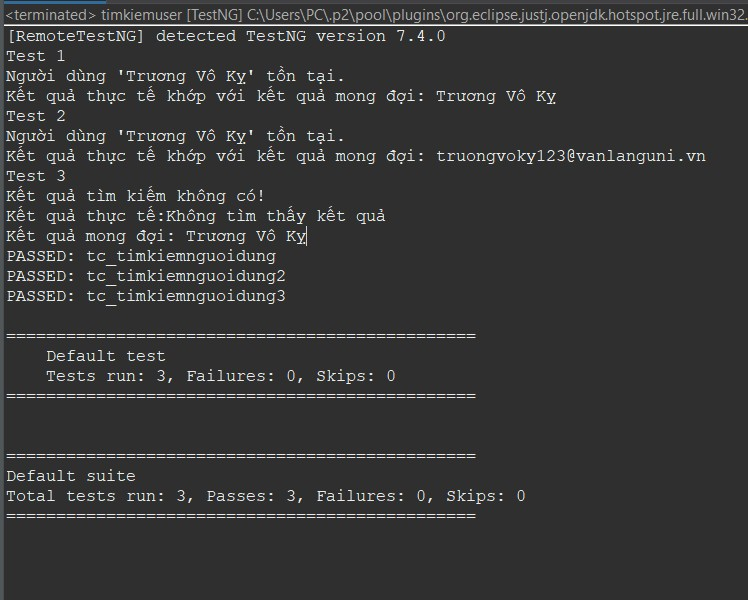 <terminated> timkiemuser [TestNG] C:\Users\PC\.p2\pool\plugins\org.eclipse.justj.openjdk.hotspot.jre.full.win32.
[RemoteTestNG] detected TestNG version 7.4.0
Test 1
Người dùng 'Trương Vô Kỵ' tồn tại.
Kết quả thực tế khớp với kết quả mong đợi: Trương Vô Kỵ
Test 2
Người dùng 'Trương Vô Kỵ' tồn tại.
Kết quả thực tế khớp với kết quả mong đợi: truongvoky123@vanlanguni.vn
Test 3
Kết quả tìm kiếm không có!
Kết quả thực tế:Không tìm thấy kết quả
Kết quả mong đợi: Trương Vô Kỵ
PASSED: tc_timkiemnguoidung
PASSED: tc_timkiemnguoidung2
PASSED: tc_timkiemnguoidung3
===============================================
Default test
Tests run: 3, Failures: 0, Skips: 0
===============================================
===============================================
Default suite
Total tests run: 3, Passes: 3, Failures: 0, Skips: 0
===============================================